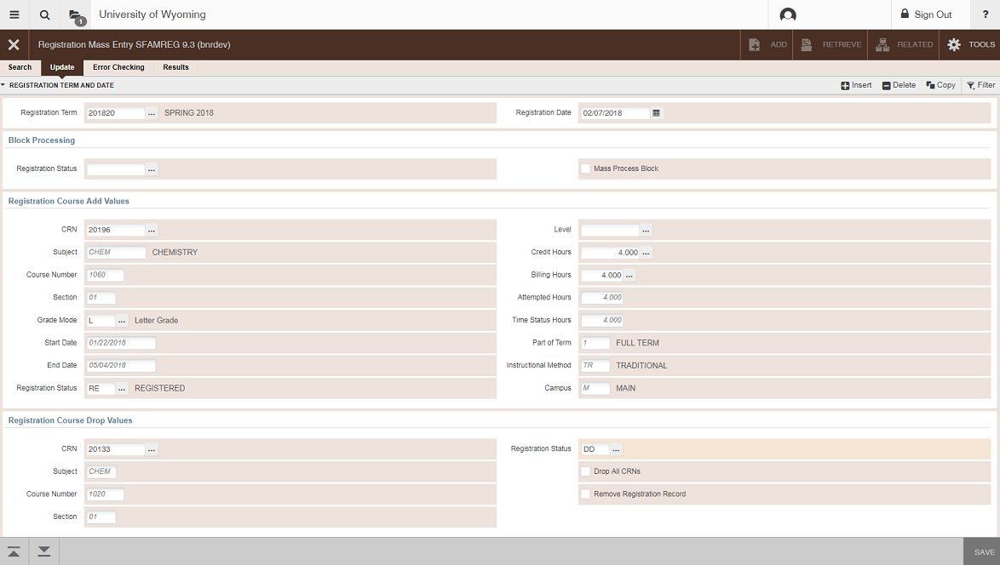 1 University of Wyoming Sign Out ?
Registration Mass Entry SFAMREG 9.3 (bnrdev) ADD RETRIEVE RELATED TOOLS
Search Update Error Checking Results
REGISTRATION TERM AND DATE Insert Delete Copy Filter
Registration Term 201820 ... SPRING 2018 Registration Date 02/07/2018
Block Processing
Registration Status ... Mass Process Block
Registration Course Add Values
CRN 20196 ... Level ...
Subject CHEM CHEMISTRY Credit Hours 4.000 ...
Course Number 1060 Billing Hours 4.000 ...
Section 01 Attempted Hours 4.000
Grade Mode L ... Letter Grade Time Status Hours 4.000
Start Date 01/22/2018 Part of Term 1 FULL TERM
End Date 05/04/2018 Instructional Method TR TRADITIONAL
Registration Status RE ... REGISTERED Campus M MAIN
Registration Course Drop Values
CRN 20133 ... Registration Status DD ...
Subject CHEM Drop All CRNs
Course Number 1020 Remove Registration Record
Section 01
SAVE